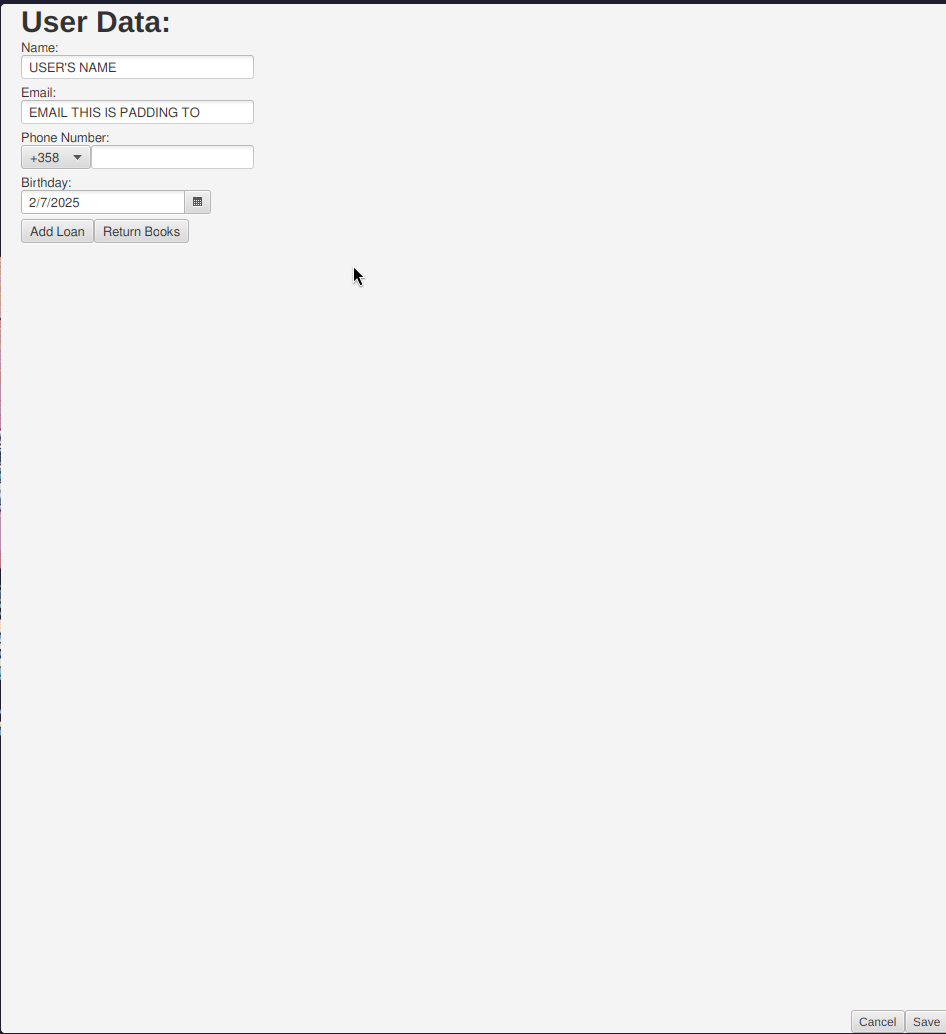 User Data:
Name:
USER'S NAME
Email:
EMAIL THIS IS PADDING TO
Phone Number:
+358
Birthday:
2/7/2025
Add Loan Return Books
Cancel Save